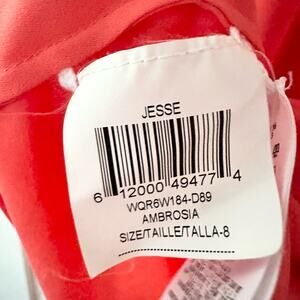 JESSE
6 12000 49477 4
WQR6W184-D89
AMBROSIA
SIZE/TAILLE/TALLA-8